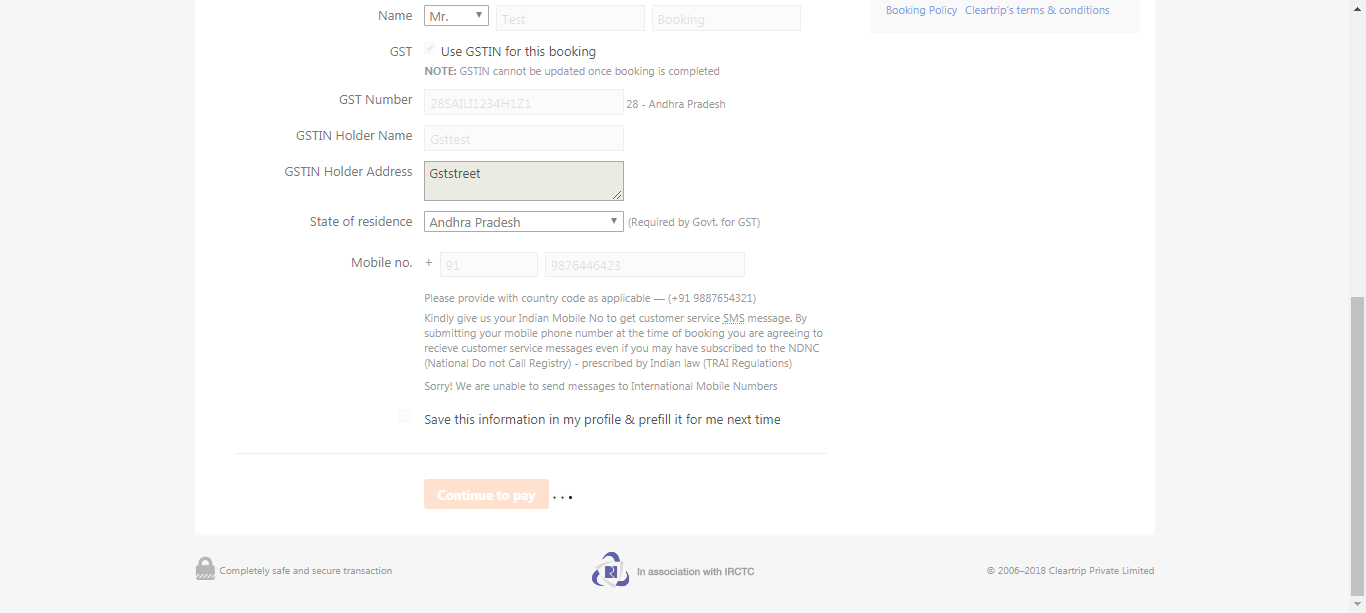 Name Mr. Test Booking
Booking Policy Cleartrip's terms & conditions
GST Use GSTIN for this booking
NOTE: GSTIN cannot be updated once booking is completed
GST Number 28SAILI1234H1Z1 28 - Andhra Pradesh
GSTIN Holder Name Gsttest
GSTIN Holder Address Gststreet
State of residence Andhra Pradesh (Required by Govt. for GST)
Mobile no. + 91 9876446423
Please provide with country code as applicable — (+91 9887654321)
Kindly give us your Indian Mobile No to get customer service SMS message. By
submitting your mobile phone number at the time of booking you are agreeing to
recieve customer service messages even if you may have subscribed to the NDNC
(National Do not Call Registry) - prescribed by Indian law (TRAI Regulations)
Sorry! We are unable to send messages to International Mobile Numbers
Save this information in my profile & prefill it for me next time
Continue to pay ...
Completely safe and secure transaction
In association with IRCTC
© 2006–2018 Cleartrip Private Limited